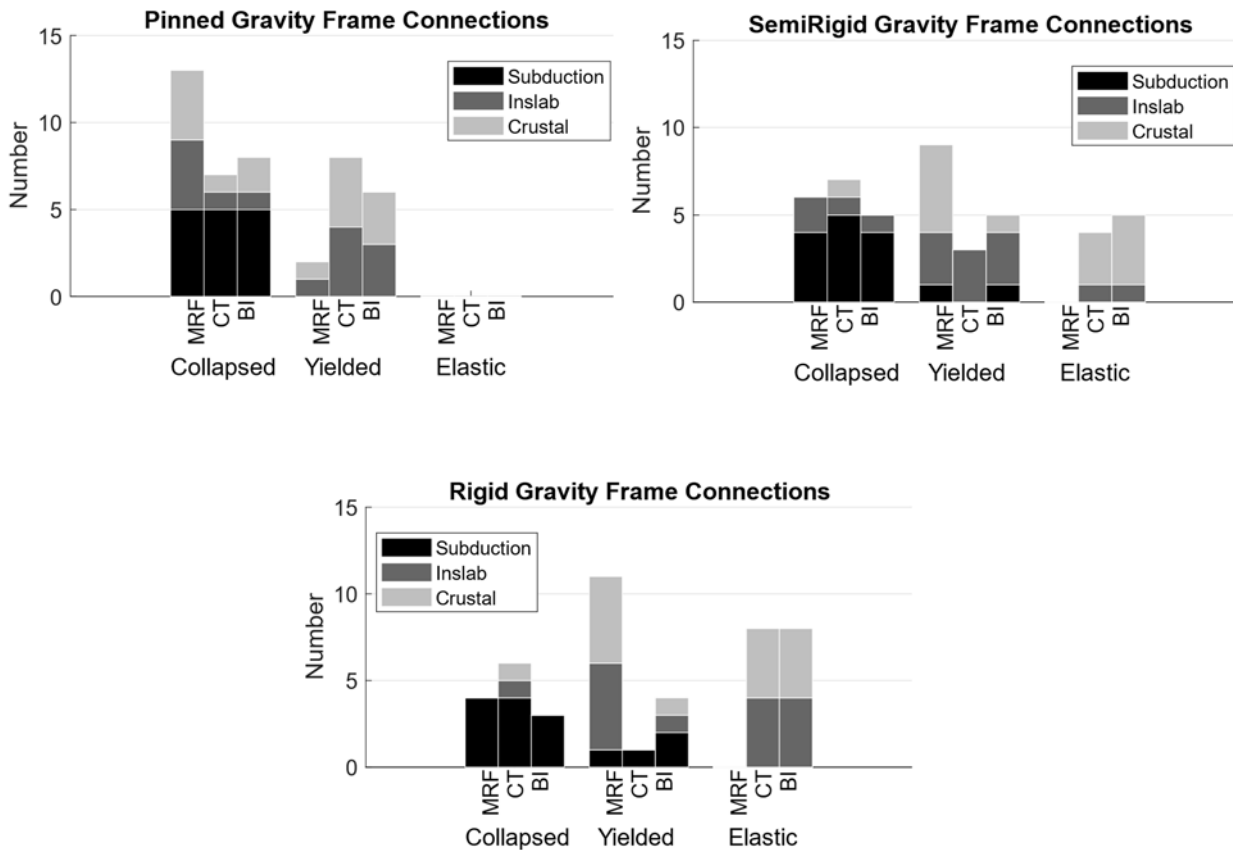 Pinned Gravity Frame Connections
15
10
5
0
Number
Subduction
Inslab
Crustal
MRF
CT
BI
MRF
CT
BI
MRF
CT
BI
Collapsed
Yielded
Elastic
SemiRigid Gravity Frame Connections
15
10
5
0
Number
Subduction
Inslab
Crustal
MRF
CT
BI
MRF
CT
BI
MRF
CT
BI
Collapsed
Yielded
Elastic
Rigid Gravity Frame Connections
15
10
5
0
Number
Subduction
Inslab
Crustal
MRF
CT
BI
MRF
CT
BI
MRF
CT
BI
Collapsed
Yielded
Elastic